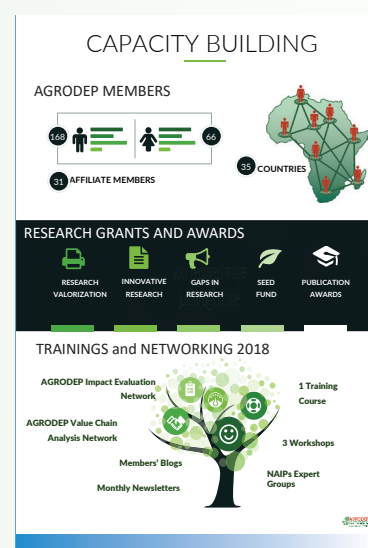 CAPACITY BUILDING
AGRODEP MEMBERS
168
66
31 AFFILIATE MEMBERS
35 COUNTRIES
RESEARCH GRANTS AND AWARDS
RESEARCH
VALORIZATION
INNOVATIVE
RESEARCH
GAPS IN
RESEARCH
SEED
FUND
PUBLICATION
AWARDS
TRAININGS and NETWORKING 2018
AGRODEP Impact Evaluation
Network
AGRODEP Value Chain
Analysis Network
Members' Blogs
Monthly Newsletters
1 Training
Course
3 Workshops
NAIPs Expert
Groups
AGRODEP